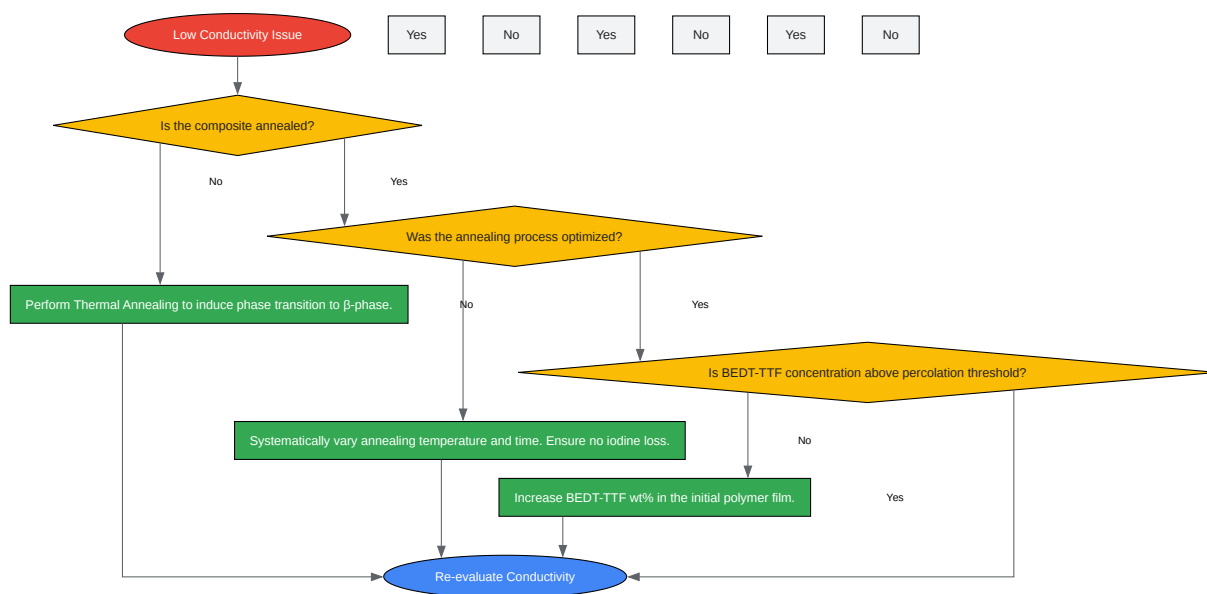 Low Conductivity Issue
Yes
No
Yes
No
Yes
No
Is the composite annealed?
No
Yes
Was the annealing process optimized?
Perform Thermal Annealing to induce phase transition to β-phase.
No
Yes
Is BEDT-TTF concentration above percolation threshold?
Systematically vary annealing temperature and time. Ensure no iodine loss.
No
Increase BEDT-TTF wt% in the initial polymer film.
Yes
Re-evaluate Conductivity